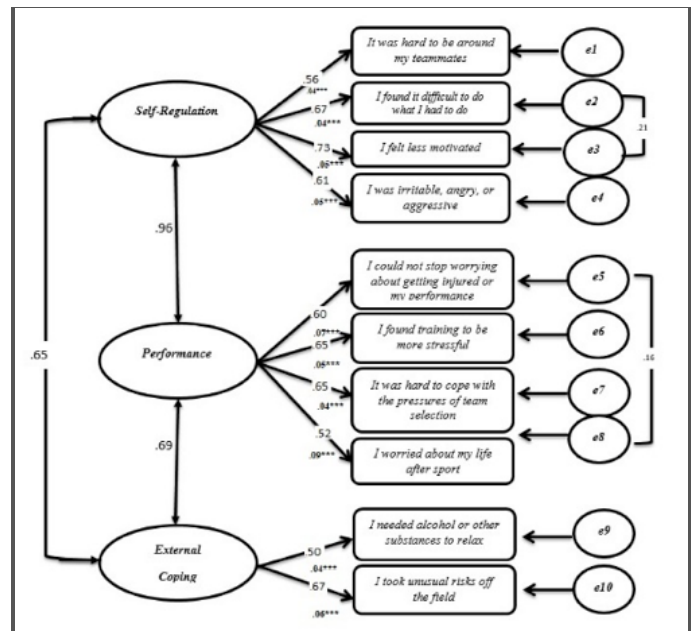 It was hard to be around
my teammates
e1
.56
.04***
Self-Regulation
I found it difficult to do
what I had to do
e2
.67
.04***
.21
.73
I felt less motivated
e3
.05***
.61
I was irritable, angry, or
aggressive
e4
.05***
.96
I could not stop worrying
about getting injured or
my performance
e5
.60
.07***
I found training to be
more stressful
e6
.65
.05***
.65
Performance
.16
It was hard to cope with
the pressures of team
selection
e7
.65
.04***
e8
.52
.09***
I worried about my life
after sport
.69
I needed alcohol or other
substances to relax
e9
.50
.04***
External
Coping
I took unusual risks off
the field
e10
.67
.06***